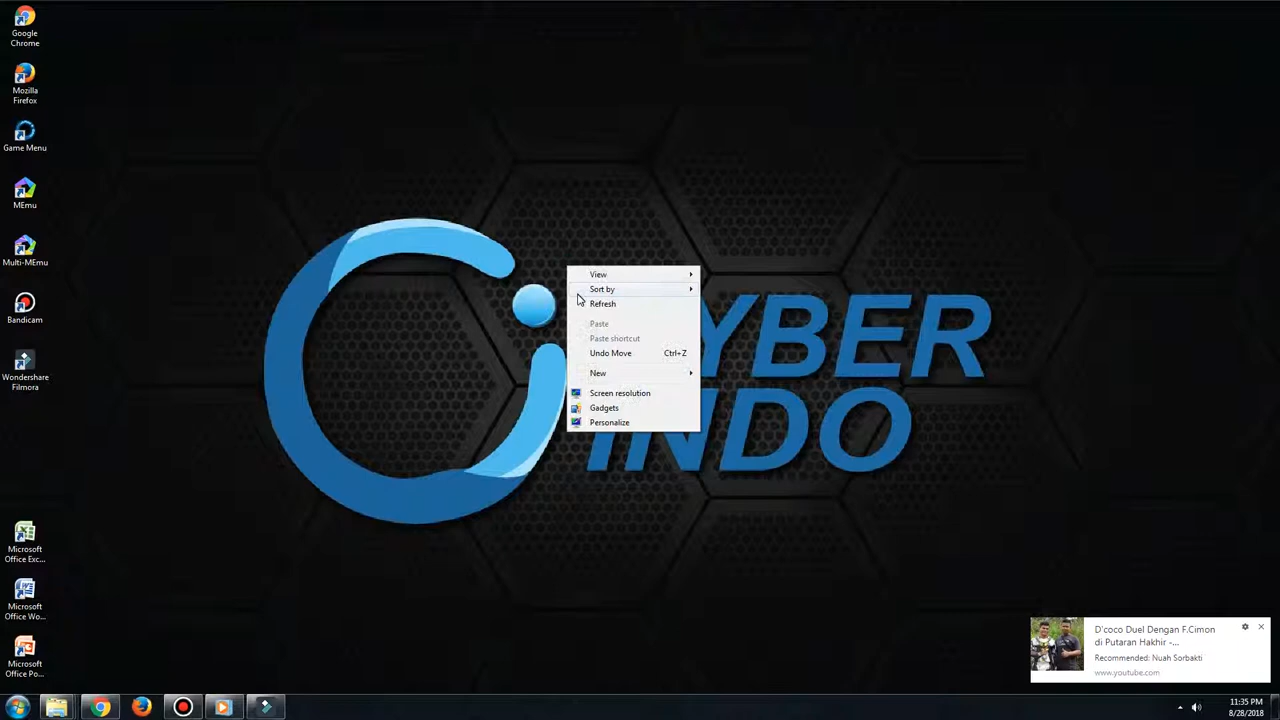 Google
Chrome
Mozilla
Firefox
Game Menu
MEmu
Multi-MEmu
Bandicam
Wondershare
Filmora
Microsoft
Office Exc...
Microsoft
Office Wo...
Microsoft
Office Po...
View
Sort by
Refresh
Paste
Paste shortcut
Undo Move Ctrl+Z
New
Screen resolution
Gadgets
Personalize
YBER
INDO
D'coco Duel Dengan F.Cimon
di Putaran Hakhir -...
Recommended: Nuah Sorbakti
www.youtube.com
11:35 PM
8/28/2018